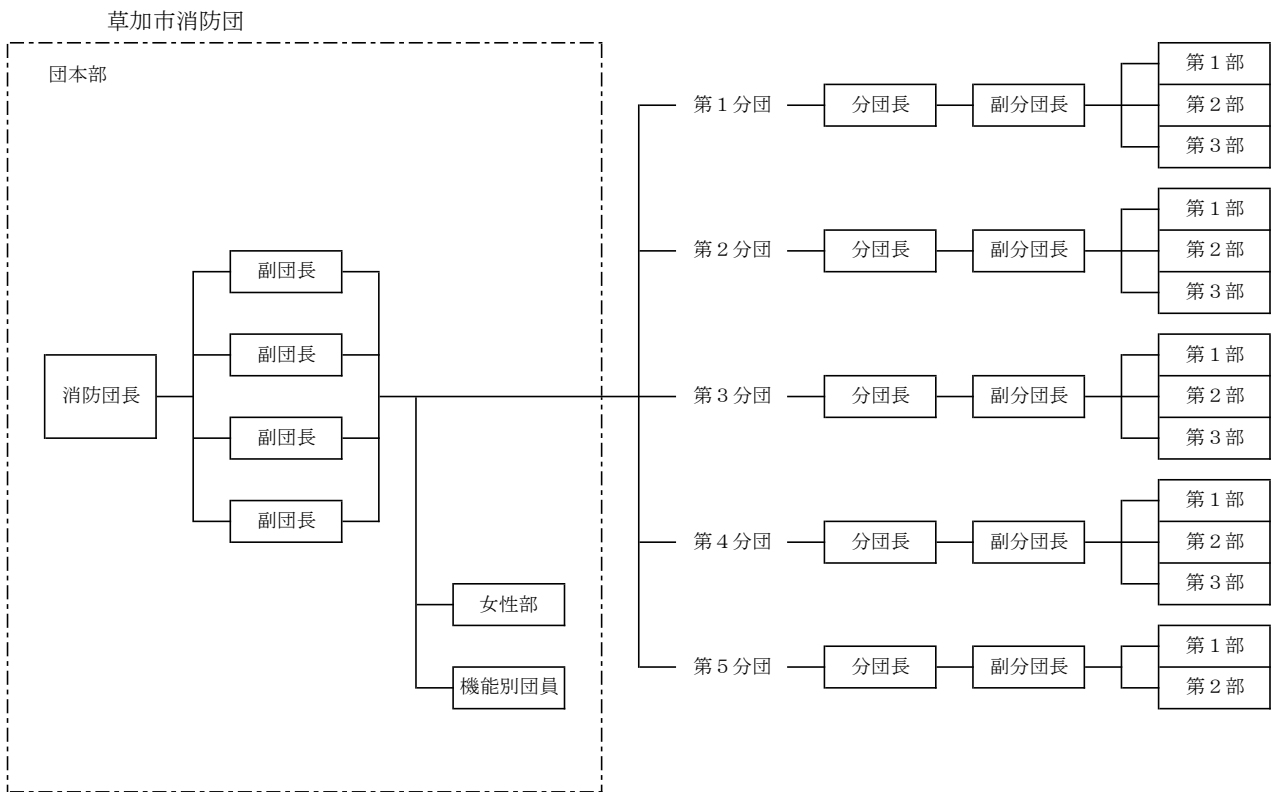 草加市消防団
団本部
消防団長
副団長
副団長
副団長
副団長
女性部
機能別団員
第１分団
分団長
副分団長
第１部
第２部
第３部
第２分団
分団長
副分団長
第１部
第２部
第３部
第３分団
分団長
副分団長
第１部
第２部
第３部
第４分団
分団長
副分団長
第１部
第２部
第３部
第５分団
分団長
副分団長
第１部
第２部